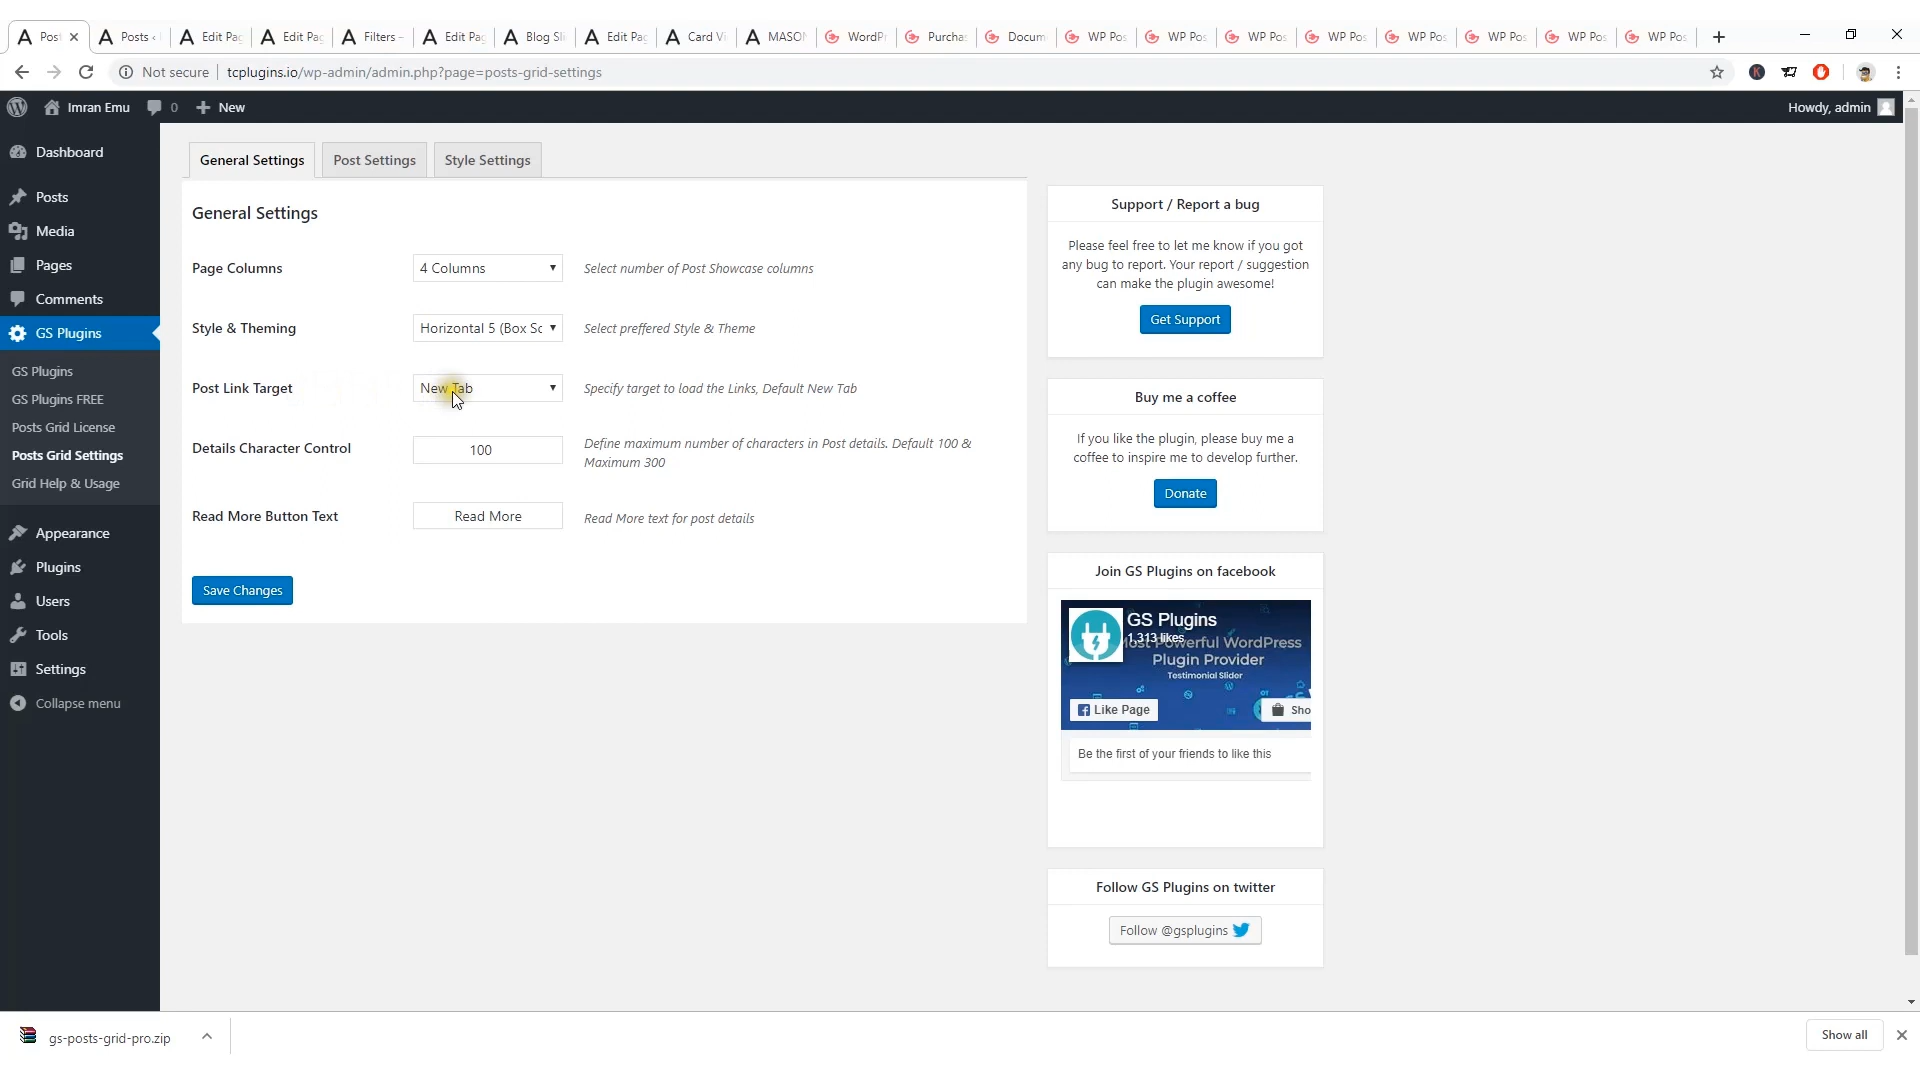 Pos
Posts ‹
Edit Pag
Edit Pag
Filters –
Edit Pag
Blog Sli
Edit Pag
Card Vi
MASON
WordPr
Purchas
Docum
WP Pos
WP Pos
WP Pos
WP Pos
WP Pos
WP Pos
WP Pos
WP Pos
Not secure
tcplugins.io/wp-admin/admin.php?page=posts-grid-settings
K
Imran Emu
0
New
Howdy, admin
Dashboard
Posts
Media
Pages
Comments
GS Plugins
GS Plugins
GS Plugins FREE
Posts Grid License
Posts Grid Settings
Grid Help & Usage
Appearance
Plugins
Users
Tools
Settings
Collapse menu
General Settings
Post Settings
Style Settings
General Settings
Page Columns
4 Columns
Select number of Post Showcase columns
Style & Theming
Horizontal 5 (Box Sc
Select preffered Style & Theme
Post Link Target
New Tab
Specify target to load the Links, Default New Tab
Details Character Control
100
Define maximum number of characters in Post details. Default 100 &
Maximum 300
Read More Button Text
Read More
Read More text for post details
Save Changes
Support / Report a bug
Please feel free to let me know if you got
any bug to report. Your report / suggestion
can make the plugin awesome!
Get Support
Buy me a coffee
If you like the plugin, please buy me a
coffee to inspire me to develop further.
Donate
Join GS Plugins on facebook
GS Plugins
1,313 likes
Most Powerful WordPress
Plugin Provider
Testimonial Slider
Like Page
Sho
Be the first of your friends to like this
Follow GS Plugins on twitter
Follow @gsplugins
gs-posts-grid-pro.zip
Show all